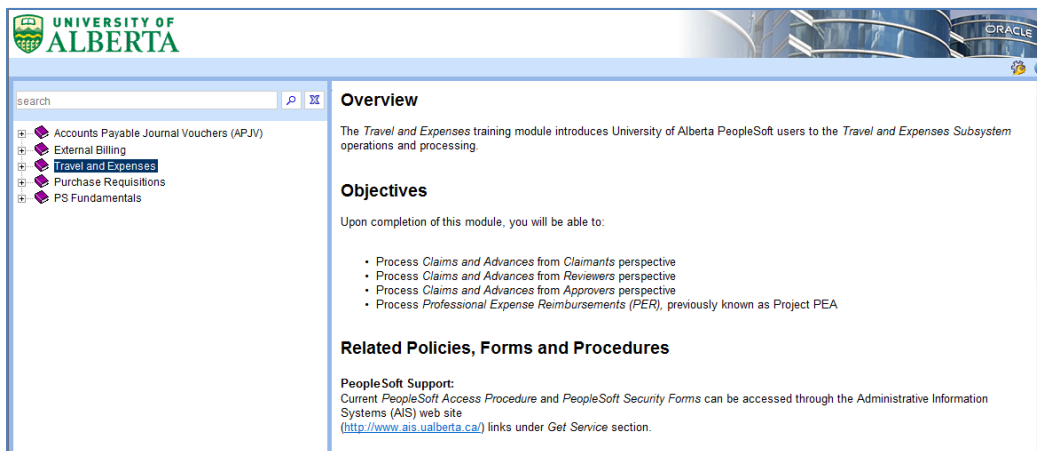 UNIVERSITY OF
ALBERTA
ORACLE
search
Accounts Payable Journal Vouchers (APJV)
External Billing
Travel and Expenses
Purchase Requisitions
PS Fundamentals
Overview
The Travel and Expenses training module introduces University of Alberta PeopleSoft users to the Travel and Expenses Subsystem
operations and processing.
Objectives
Upon completion of this module, you will be able to:
• Process Claims and Advances from Claimants perspective
• Process Claims and Advances from Reviewers perspective
• Process Claims and Advances from Approvers perspective
• Process Professional Expense Reimbursements (PER), previously known as Project PEA
Related Policies, Forms and Procedures
PeopleSoft Support:
Current PeopleSoft Access Procedure and PeopleSoft Security Forms can be accessed through the Administrative Information
Systems (AIS) web site
(http://www.ais.ualberta.ca/) links under Get Service section.